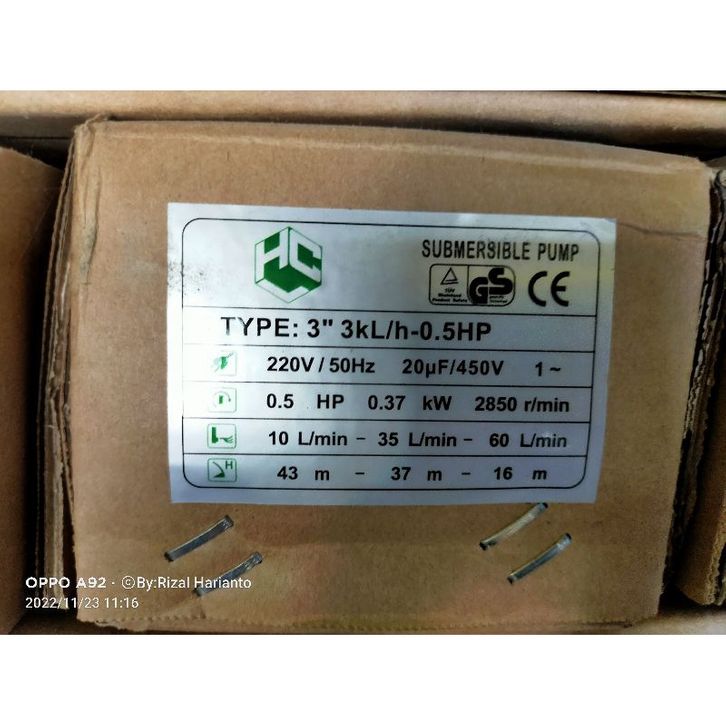 HC
SUBMERSIBLE PUMP
TÜV
GS
CE
TYPE: 3" 3kL/h-0.5HP
220V / 50Hz 20µF/450V 1~
0.5 HP 0.37 kW 2850 r/min
10 L/min - 35 L/min - 60 L/min
H
43 m - 37 m - 16 m
OPPO A92 · ©By:Rizal Harianto
2022/11/23 11:16